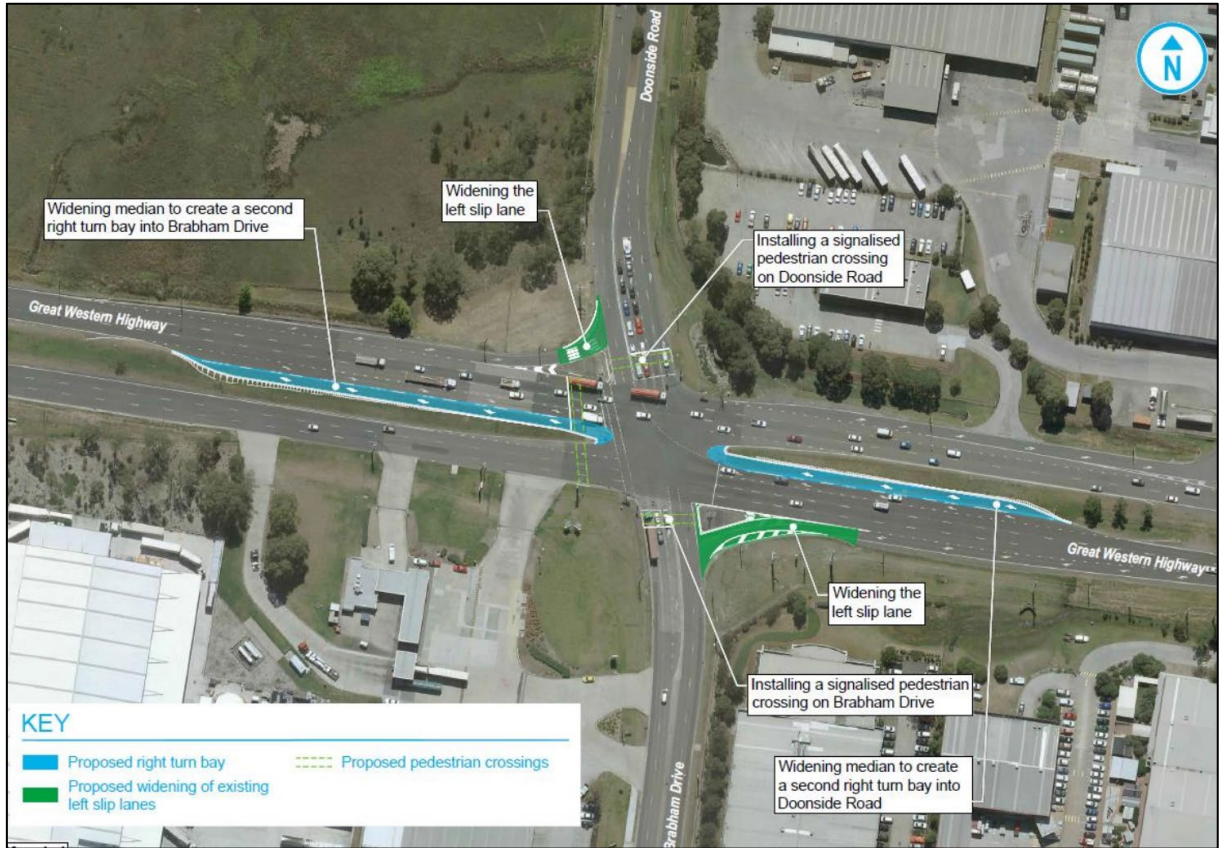 Doonside Road
N
Widening the
left slip lane
Widening median to create a second
right turn bay into Brabham Drive
Installing a signalised
pedestrian crossing
on Doonside Road
Great Western Highway
Great Western Highway
Widening the
left slip lane
Installing a signalised pedestrian
crossing on Brabham Drive
Widening median to create
a second right turn bay into
Doonside Road
Brabham Drive
KEY
Proposed right turn bay
Proposed widening of existing
left slip lanes
Proposed pedestrian crossings